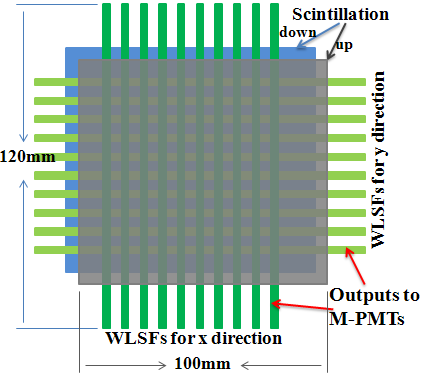 Scintillation
down
up
120mm
WLSFs for y direction
Outputs to
M-PMTs
WLSFs for x direction
100mm